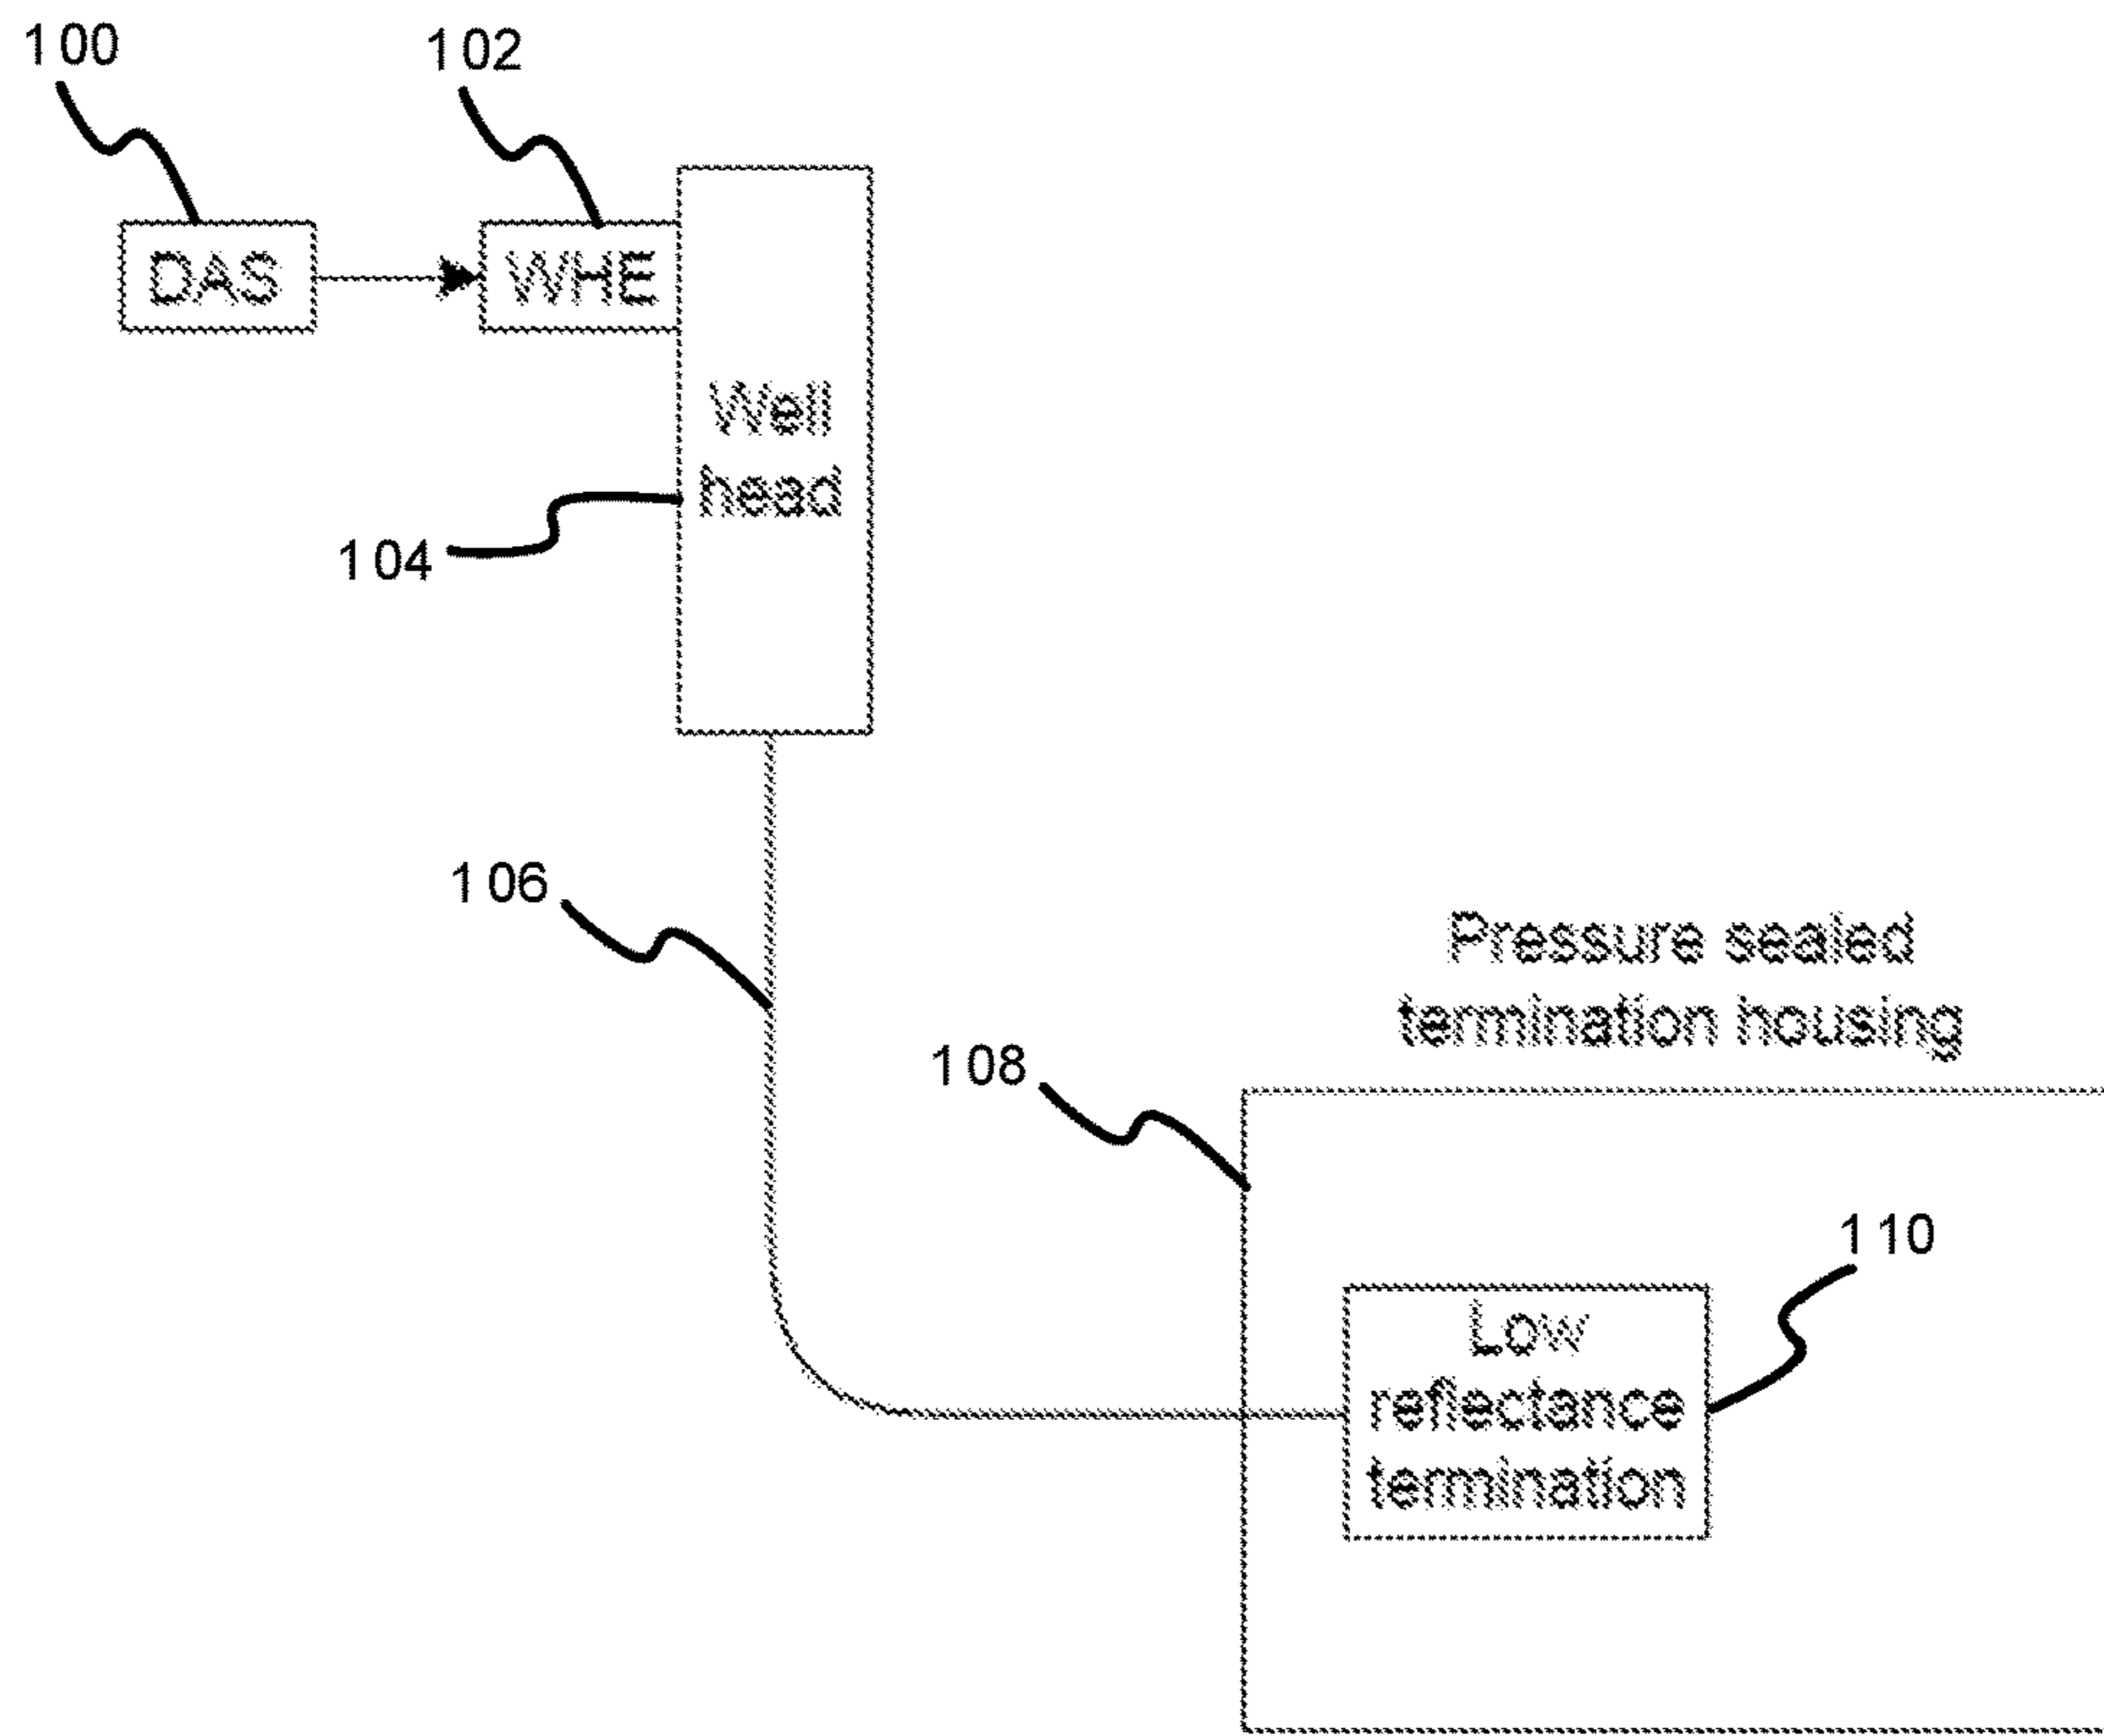 100
102
DAS
WHE
Well
head
104
106
Pressure sealed
termination housing
108
110
Low
reflectance
termination